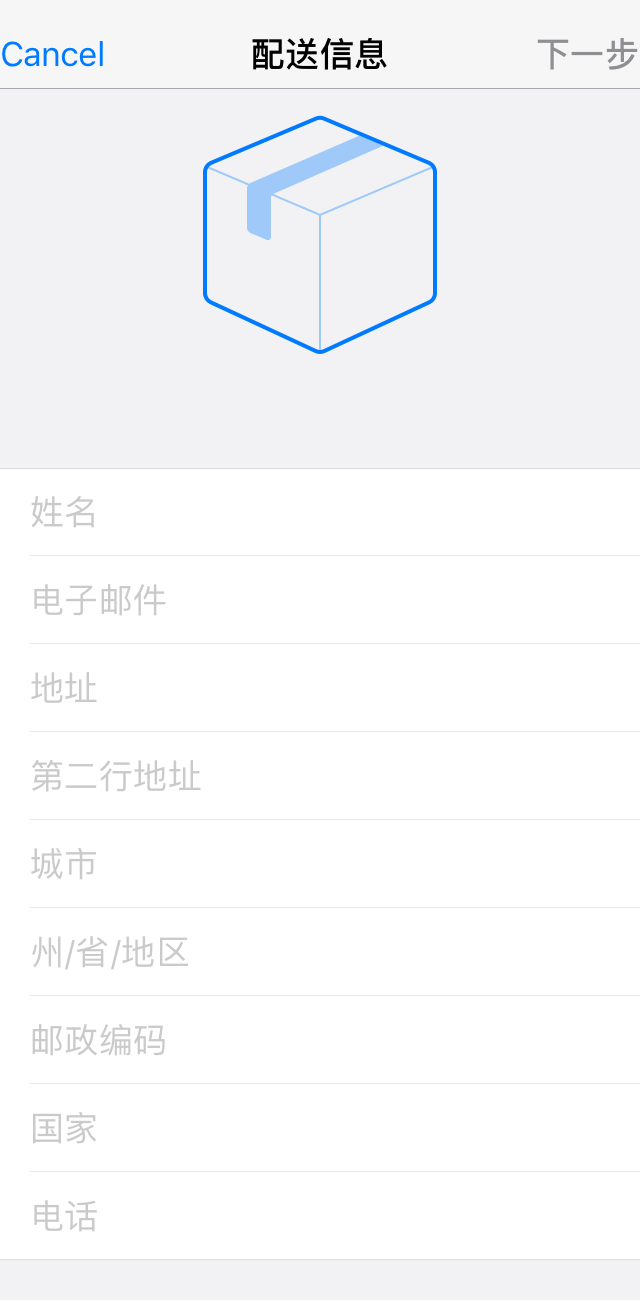 Cancel 配送信息 下一步
姓名
电子邮件
地址
第二行地址
城市
州/省/地区
邮政编码
国家
电话